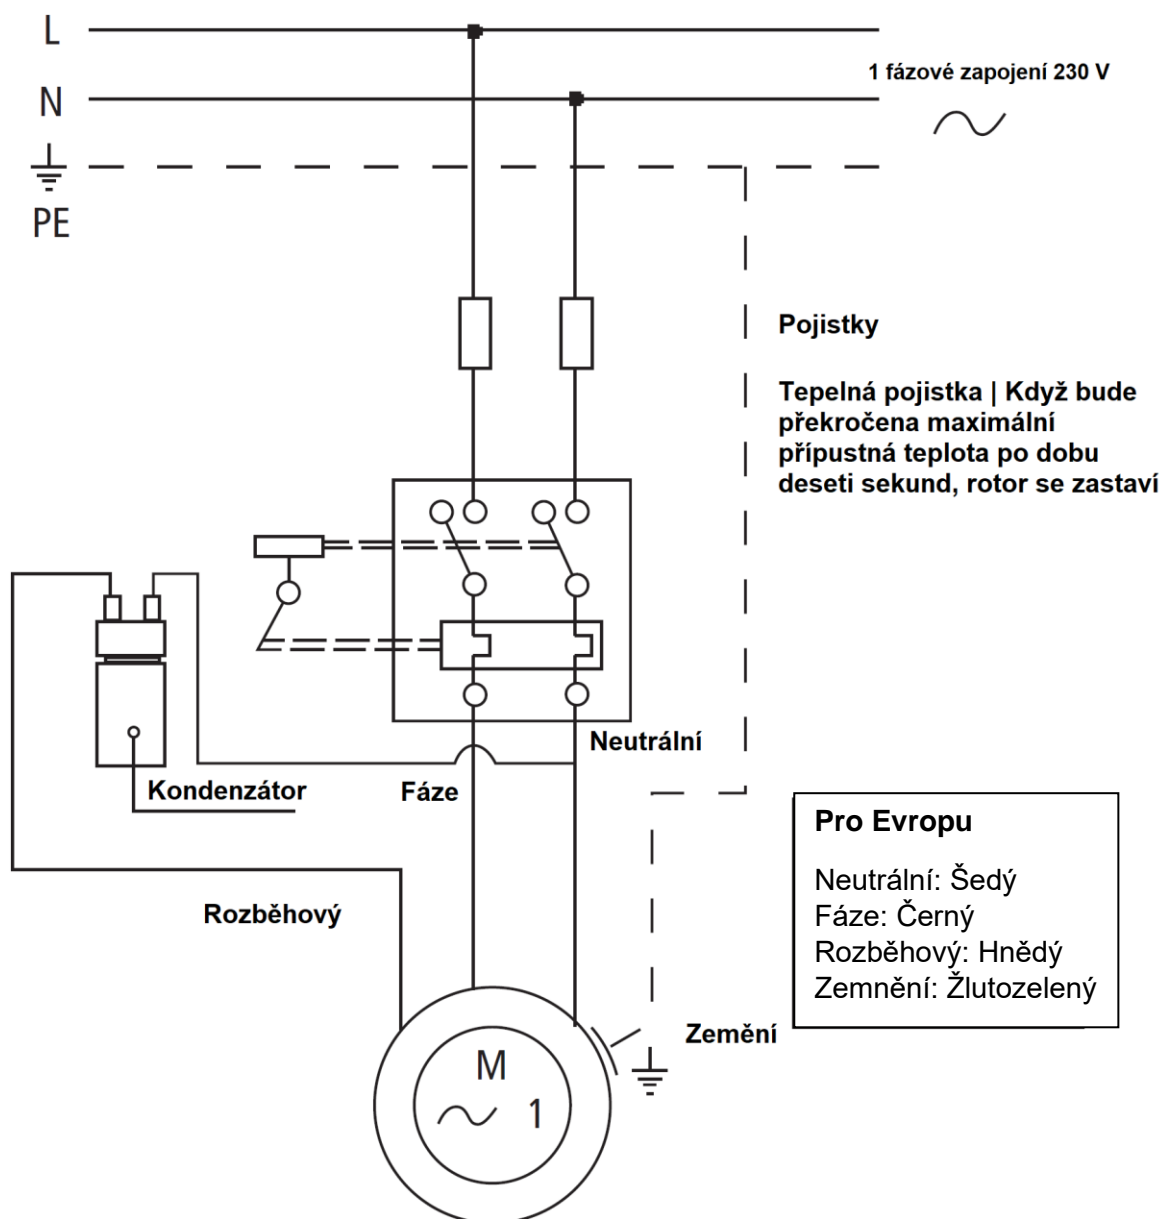 L
1 fázové zapojení 230 V
N
PE
Pojistky
Tepelná pojistka | Když bude
překročena maximální
přípustná teplota po dobu
deseti sekund, rotor se zastaví
Neutrální
Kondenzátor
Fáze
Pro Evropu
Neutrální: Šedý
Fáze: Černý
Rozběhový: Hnědý
Zemnění: Žlutozelený
Rozběhový
Zemění
M
1